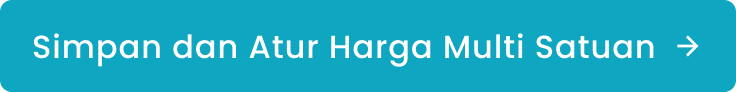 Simpan dan Atur Harga Multi Satuan →